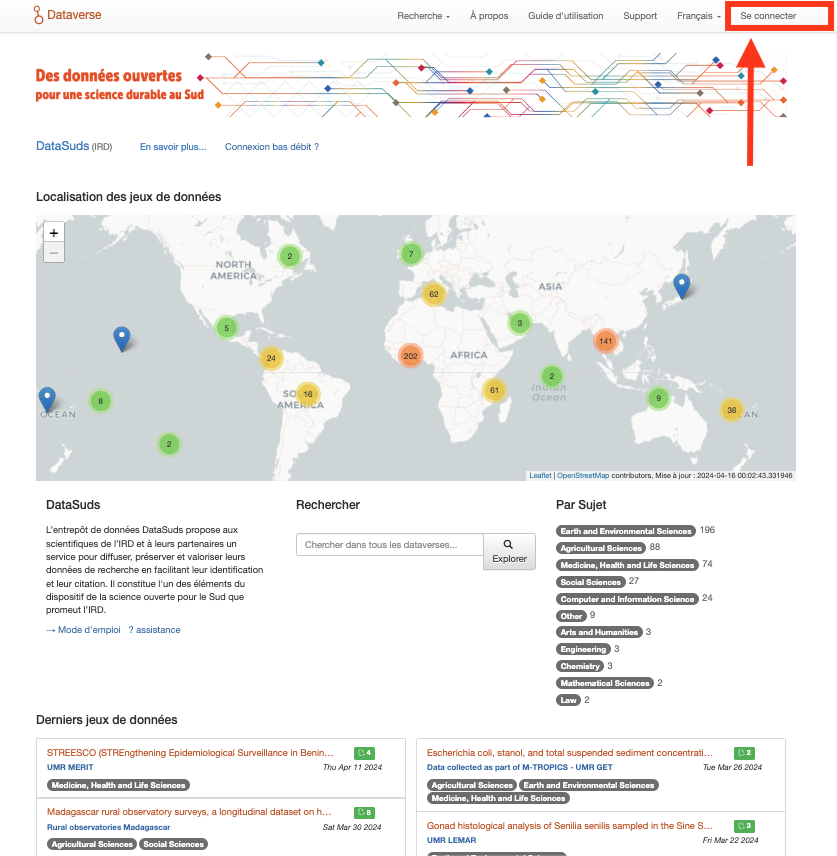 Dataverse
Recherche
À propos
Guide d'utilisation
Support
Français
Se connecter
Des données ouvertes
pour une science durable au Sud
DataSuds (IRD)
En savoir plus...
Connexion bas débit ?
Localisation des jeux de données
+
−
NORTH
AMERICA
ASIA
AFRICA
SO
AMERICA
Indian
Ocean
OCEAN
AN
2
7
62
5
3
24
202
141
16
2
61
8
9
36
2
Leaflet | OpenStreetMap contributors, Mise à jour : 2024-04-16 00:02:43.331946
DataSuds
L'entrepôt de données DataSuds propose aux
scientifiques de l'IRD et à leurs partenaires un
service pour diffuser, préserver et valoriser leurs
données de recherche en facilitant leur identification
et leur citation. Il constitue l'un des éléments du
dispositif de la science ouverte pour le Sud que
promeut l'IRD.
→ Mode d'emploi ? assistance
Rechercher
Chercher dans tous les dataverses...
Explorer
Par Sujet
Earth and Environmental Sciences 196
Agricultural Sciences 88
Medicine, Health and Life Sciences 74
Social Sciences 27
Computer and Information Science 24
Other 9
Arts and Humanities 3
Engineering 3
Chemistry 3
Mathematical Sciences 2
Law 2
Derniers jeux de données
STREESCO (STREngthening Epidemiological Surveillance in Benin... 4
UMR MERIT Thu Apr 11 2024
Medicine, Health and Life Sciences
Madagascar rural observatory surveys, a longitudinal dataset on h... 8
Rural observatories Madagascar Sat Mar 30 2024
Agricultural Sciences Social Sciences
Escherichia coli, stanol, and total suspended sediment concentrati... 2
Data collected as part of M-TROPICS - UMR GET Tue Mar 26 2024
Agricultural Sciences Earth and Environmental Sciences
Medicine, Health and Life Sciences
Gonad histological analysis of Senilia senilis sampled in the Sine S... 3
UMR LEMAR Fri Mar 22 2024